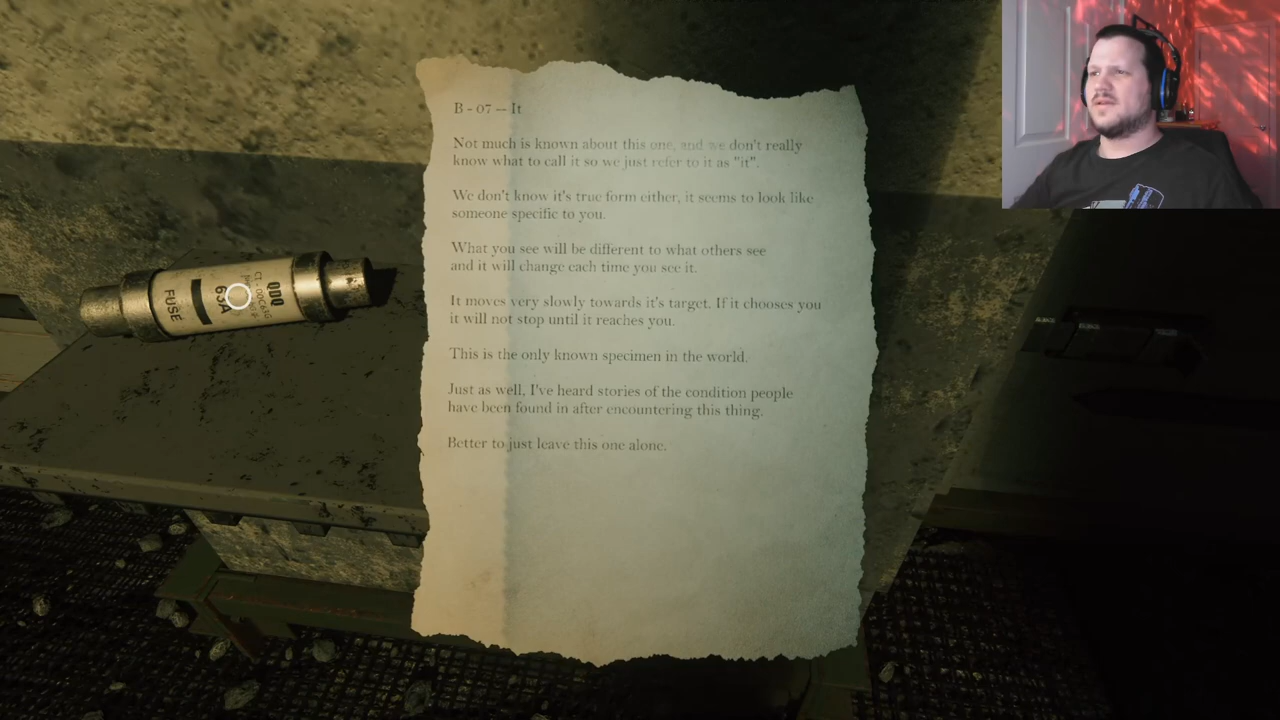 B - 07 -- It
Not much is known about this one, and we don't really
know what to call it so we just refer to it as "it".
We don't know it's true form either, it seems to look like
someone specific to you.
What you see will be different to what others see
and it will change each time you see it.
It moves very slowly towards it's target. If it chooses you
it will not stop until it reaches you.
This is the only known specimen in the world.
Just as well, I've heard stories of the condition people
have been found in after encountering this thing.
Better to just leave this one alone.
QDQ
63A
FUSE